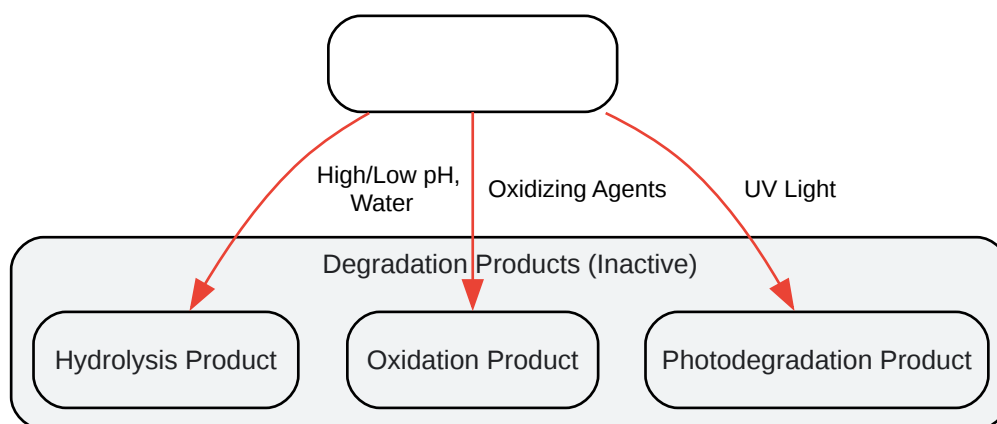 High/Low pH,
Water
Oxidizing Agents
UV Light
Degradation Products (Inactive)
Hydrolysis Product
Oxidation Product
Photodegradation Product